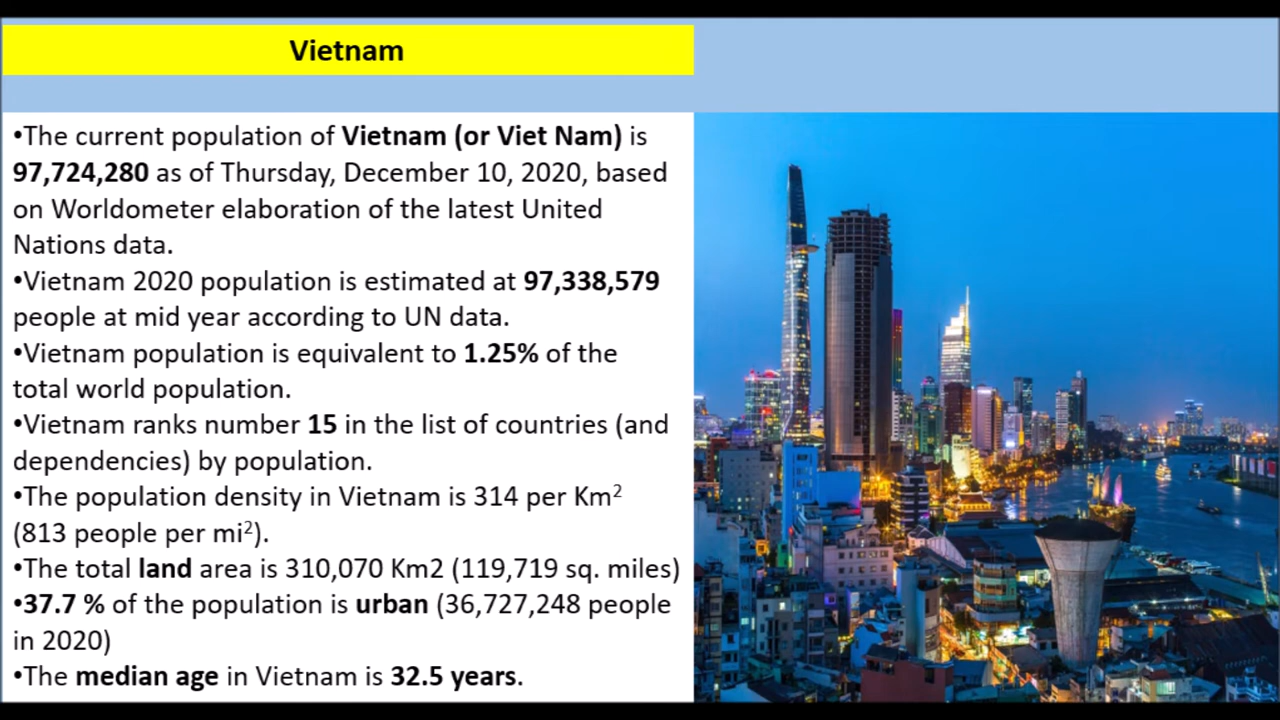 Vietnam
•The current population of Vietnam (or Viet Nam) is
97,724,280 as of Thursday, December 10, 2020, based
on Worldometer elaboration of the latest United
Nations data.
•Vietnam 2020 population is estimated at 97,338,579
people at mid year according to UN data.
•Vietnam population is equivalent to 1.25% of the
total world population.
•Vietnam ranks number 15 in the list of countries (and
dependencies) by population.
•The population density in Vietnam is 314 per Km²
(813 people per mi²).
•The total land area is 310,070 Km2 (119,719 sq. miles)
•37.7 % of the population is urban (36,727,248 people
in 2020)
•The median age in Vietnam is 32.5 years.